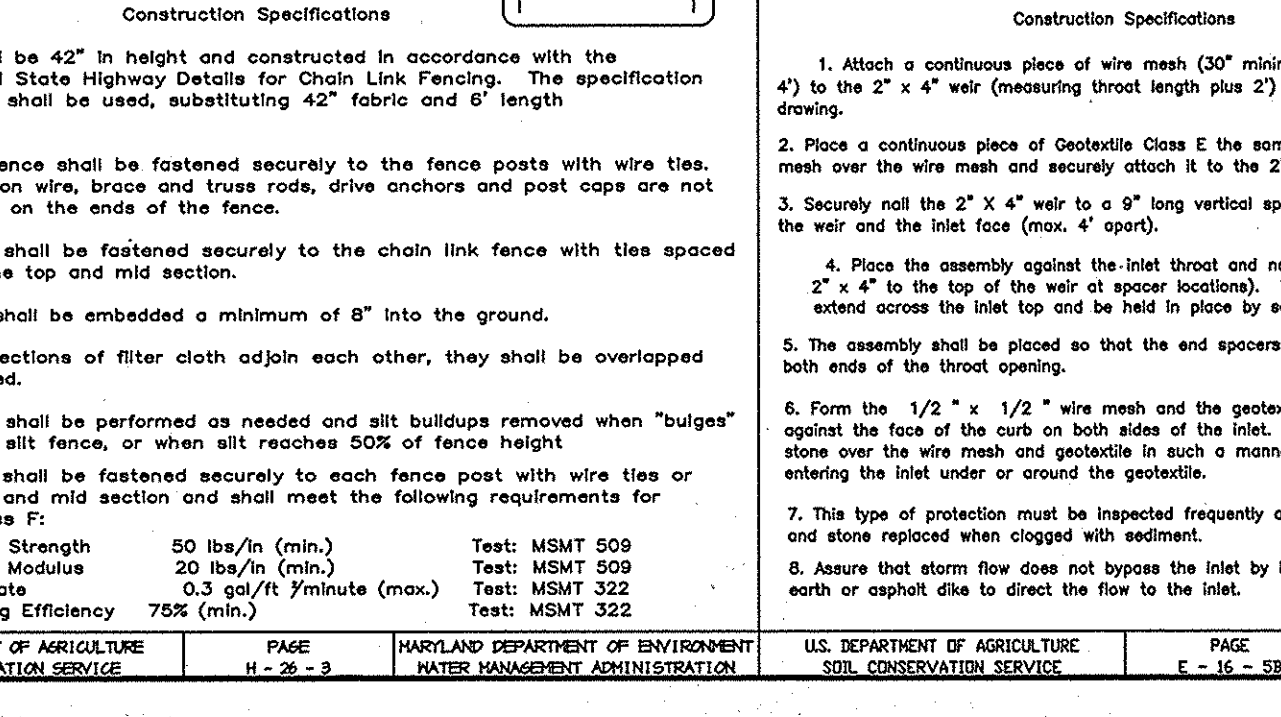 Construction Specifications
be 42" in height and constructed in accordance with the
State Highway Details for Chain Link Fencing. The specification
shall be used, substituting 42" fabric and 6' length
ence shall be fastened securely to the fence posts with wire ties.
on wire, brace and truss rods, drive anchors and post caps are not
on the ends of the fence.
shall be fastened securely to the chain link fence with ties spaced
e top and mid section.
shall be embedded a minimum of 8" into the ground.
ections of filter cloth adjoin each other, they shall be overlapped
ed.
shall be performed as needed and silt buildups removed when "bulges"
silt fence, or when silt reaches 50% of fence height
shall be fastened securely to each fence post with wire ties or
and mid section and shall meet the following requirements for
s F:
Strength 50 lbs/in (min.) Test: MSMT 509
Modulus 20 lbs/in (min.) Test: MSMT 509
ate 0.3 gal/ft ²/minute (max.) Test: MSMT 322
g Efficiency 75% (min.) Test: MSMT 322
T OF AGRICULTURE
ATION SERVICE
PAGE
H - 26 - 3
MARYLAND DEPARTMENT OF ENVIRONMENT
WATER MANAGEMENT ADMINISTRATION
Construction Specifications
1. Attach a continuous piece of wire mesh (30" minim
4') to the 2" x 4" weir (measuring throat length plus 2')
drawing.
2. Place a continuous piece of Geotextile Class E the sam
mesh over the wire mesh and securely attach it to the 2"
3. Securely nail the 2" X 4" weir to a 9" long vertical sp
the weir and the inlet face (max. 4' apart).
4. Place the assembly against the inlet throat and na
2" x 4" to the top of the weir at spacer locations).
extend across the inlet top and be held in place by s
5. The assembly shall be placed so that the end spacers
both ends of the throat opening.
6. Form the 1/2 " x 1/2 " wire mesh and the geotex
against the face of the curb on both sides of the inlet.
stone over the wire mesh and geotextile in such a mann
entering the inlet under or around the geotextile.
7. This type of protection must be inspected frequently a
and stone replaced when clogged with sediment.
8. Assure that storm flow does not bypass the inlet by i
earth or asphalt dike to direct the flow to the inlet.
U.S. DEPARTMENT OF AGRICULTURE
SOIL CONSERVATION SERVICE
PAGE
E - 16 - 5B